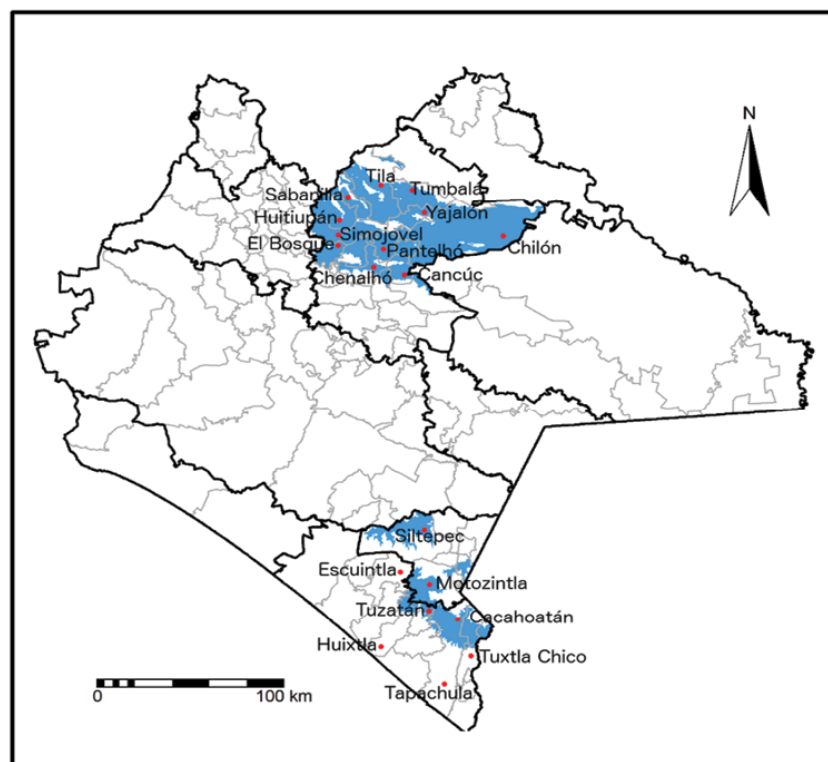 N
Tila
Tumbalá
Sabanilla
Yajalón
Huitiupán
Simojovel
El Bosque
Pantelhó
Chilón
Chenalhó
Cancúc
Siltepec
Escuintla
Motozintla
Tuzatán
Cacahoatán
Huixtla
Tuxtla Chico
Tapachula
0 100 km